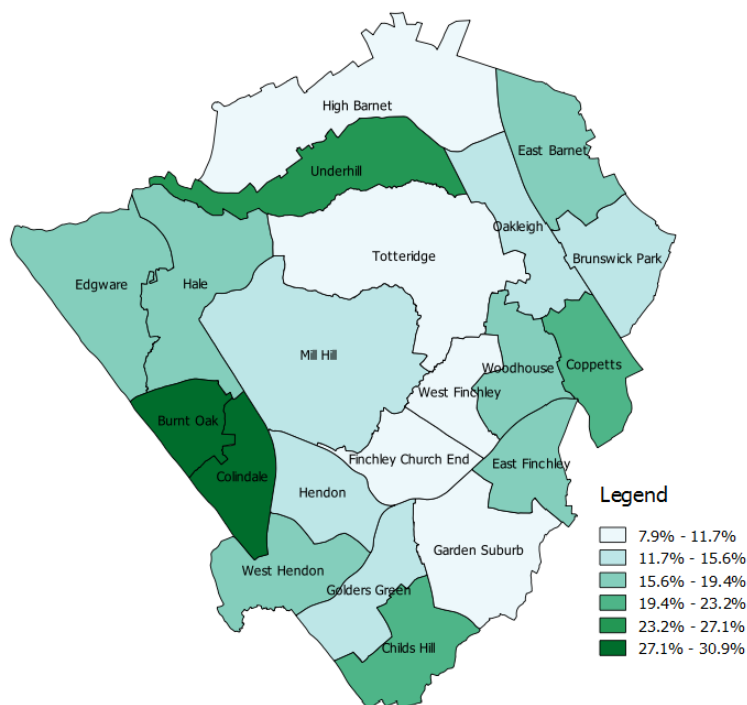 High Barnet
East Barnet
Underhill
Oakleigh
Totteridge
Brunswick Park
Edgware
Hale
Mill Hill
Woodhouse
Coppetts
West Finchley
Burnt Oak
Finchley Church End
East Finchley
Colindale
Hendon
Garden Suburb
West Hendon
Golders Green
Childs Hill
Legend
7.9% - 11.7%
11.7% - 15.6%
15.6% - 19.4%
19.4% - 23.2%
23.2% - 27.1%
27.1% - 30.9%